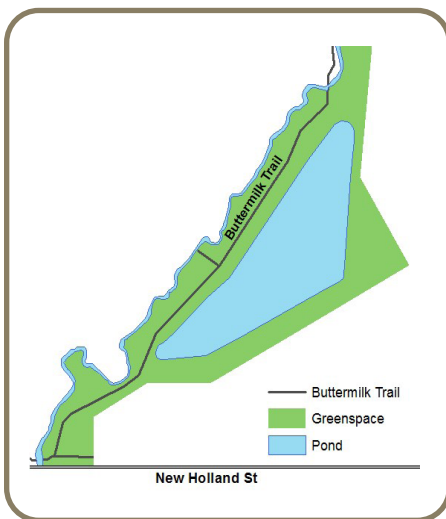 Buttermilk Trail
Buttermilk Trail
Greenspace
Pond
New Holland St